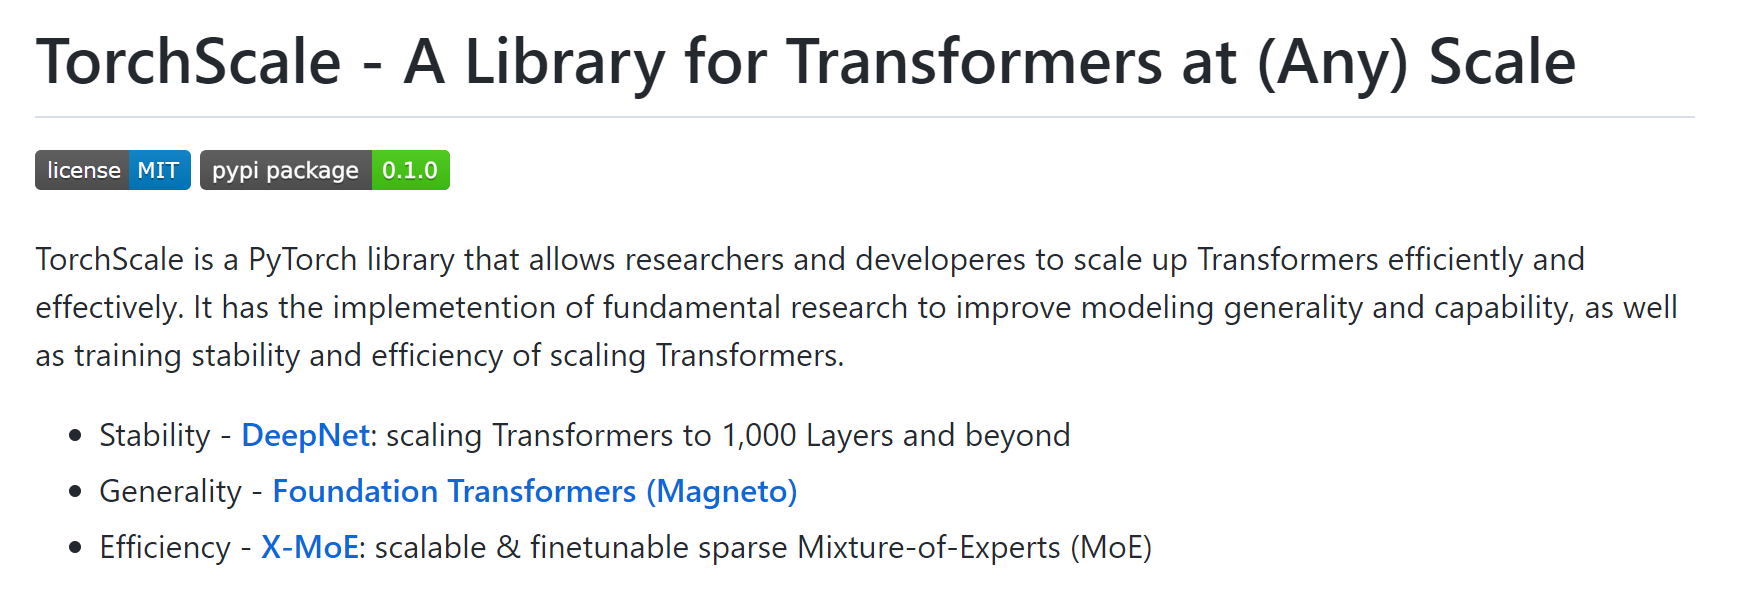 TorchScale - A Library for Transformers at (Any) Scale
license MIT pypi package 0.1.0
TorchScale is a PyTorch library that allows researchers and developeres to scale up Transformers efficiently and
effectively. It has the implemetention of fundamental research to improve modeling generality and capability, as well
as training stability and efficiency of scaling Transformers.
• Stability - DeepNet: scaling Transformers to 1,000 Layers and beyond
• Generality - Foundation Transformers (Magneto)
• Efficiency - X-MoE: scalable & finetunable sparse Mixture-of-Experts (MoE)